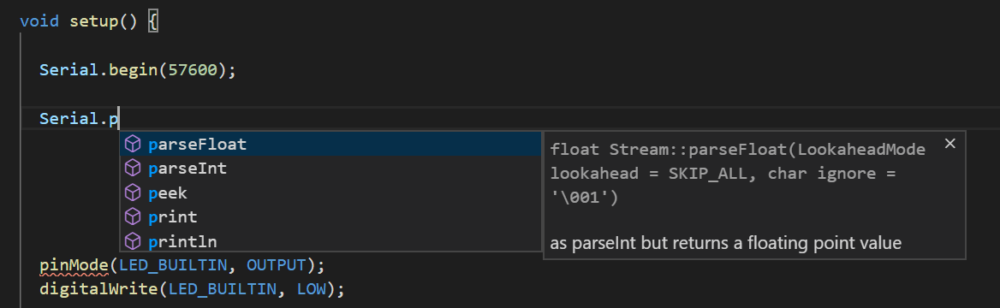 void setup() {
Serial.begin(57600);
Serial.p
parseFloat
parseInt
peek
print
println
float Stream::parseFloat(LookaheadMode
lookahead = SKIP_ALL, char ignore =
'\001')
as parseInt but returns a floating point value
pinMode(LED_BUILTIN, OUTPUT);
digitalWrite(LED_BUILTIN, LOW);